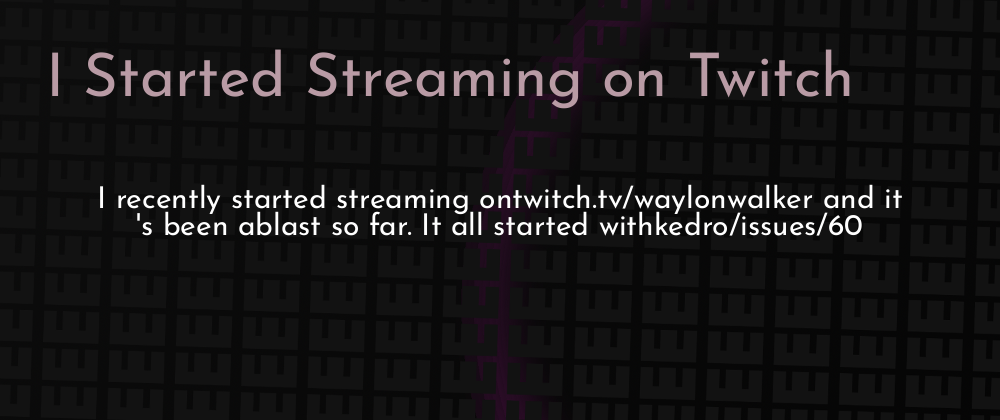 I Started Streaming on Twitch
I recently started streaming ontwitch.tv/waylonwalker and it
's been ablast so far. It all started withkedro/issues/60